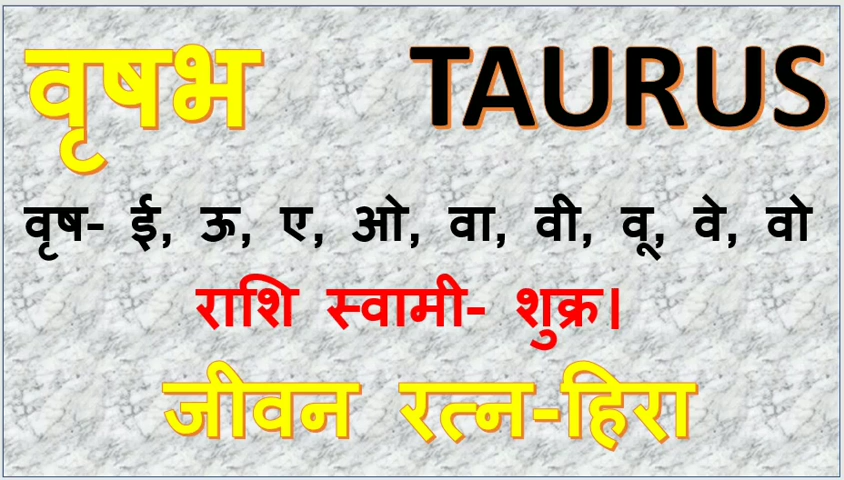 वृषभ TAURUS
वृष- ई, ऊ, ए, ओ, वा, वी, वू, वे, वो
राशि स्वामी- शुक्र।
जीवन रत्न-हिरा